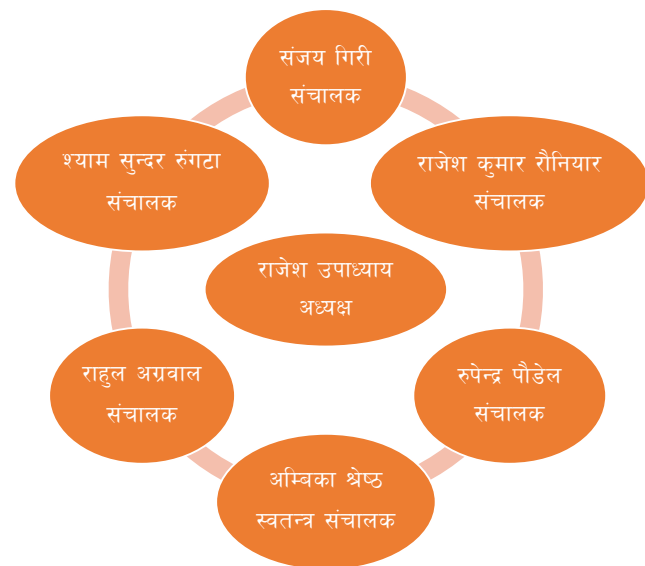 संजय गिरी
संचालक
श्याम सुन्दर रुंगटा
संचालक
राजेश कुमार रौनियार
संचालक
राजेश उपाध्याय
अध्यक्ष
राहुल अग्रवाल
संचालक
रुपेन्द्र पौडेल
संचालक
अम्बिका श्रेष्ठ
स्वतन्त्र संचालक